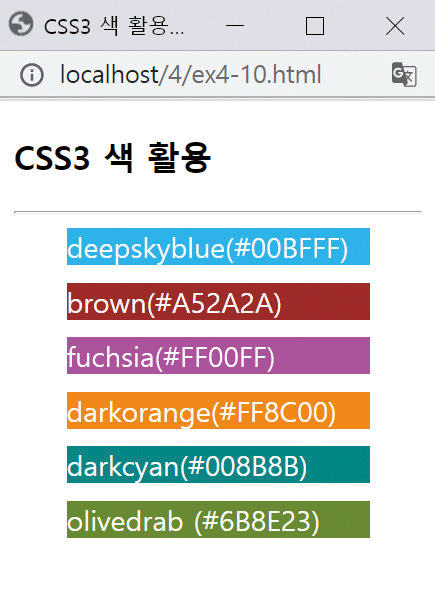 CSS3 색 활용...
localhost/4/ex4-10.html
CSS3 색 활용
deepskyblue(#00BFFF)
brown(#A52A2A)
fuchsia(#FF00FF)
darkorange(#FF8C00)
darkcyan(#008B8B)
olivedrab (#6B8E23)